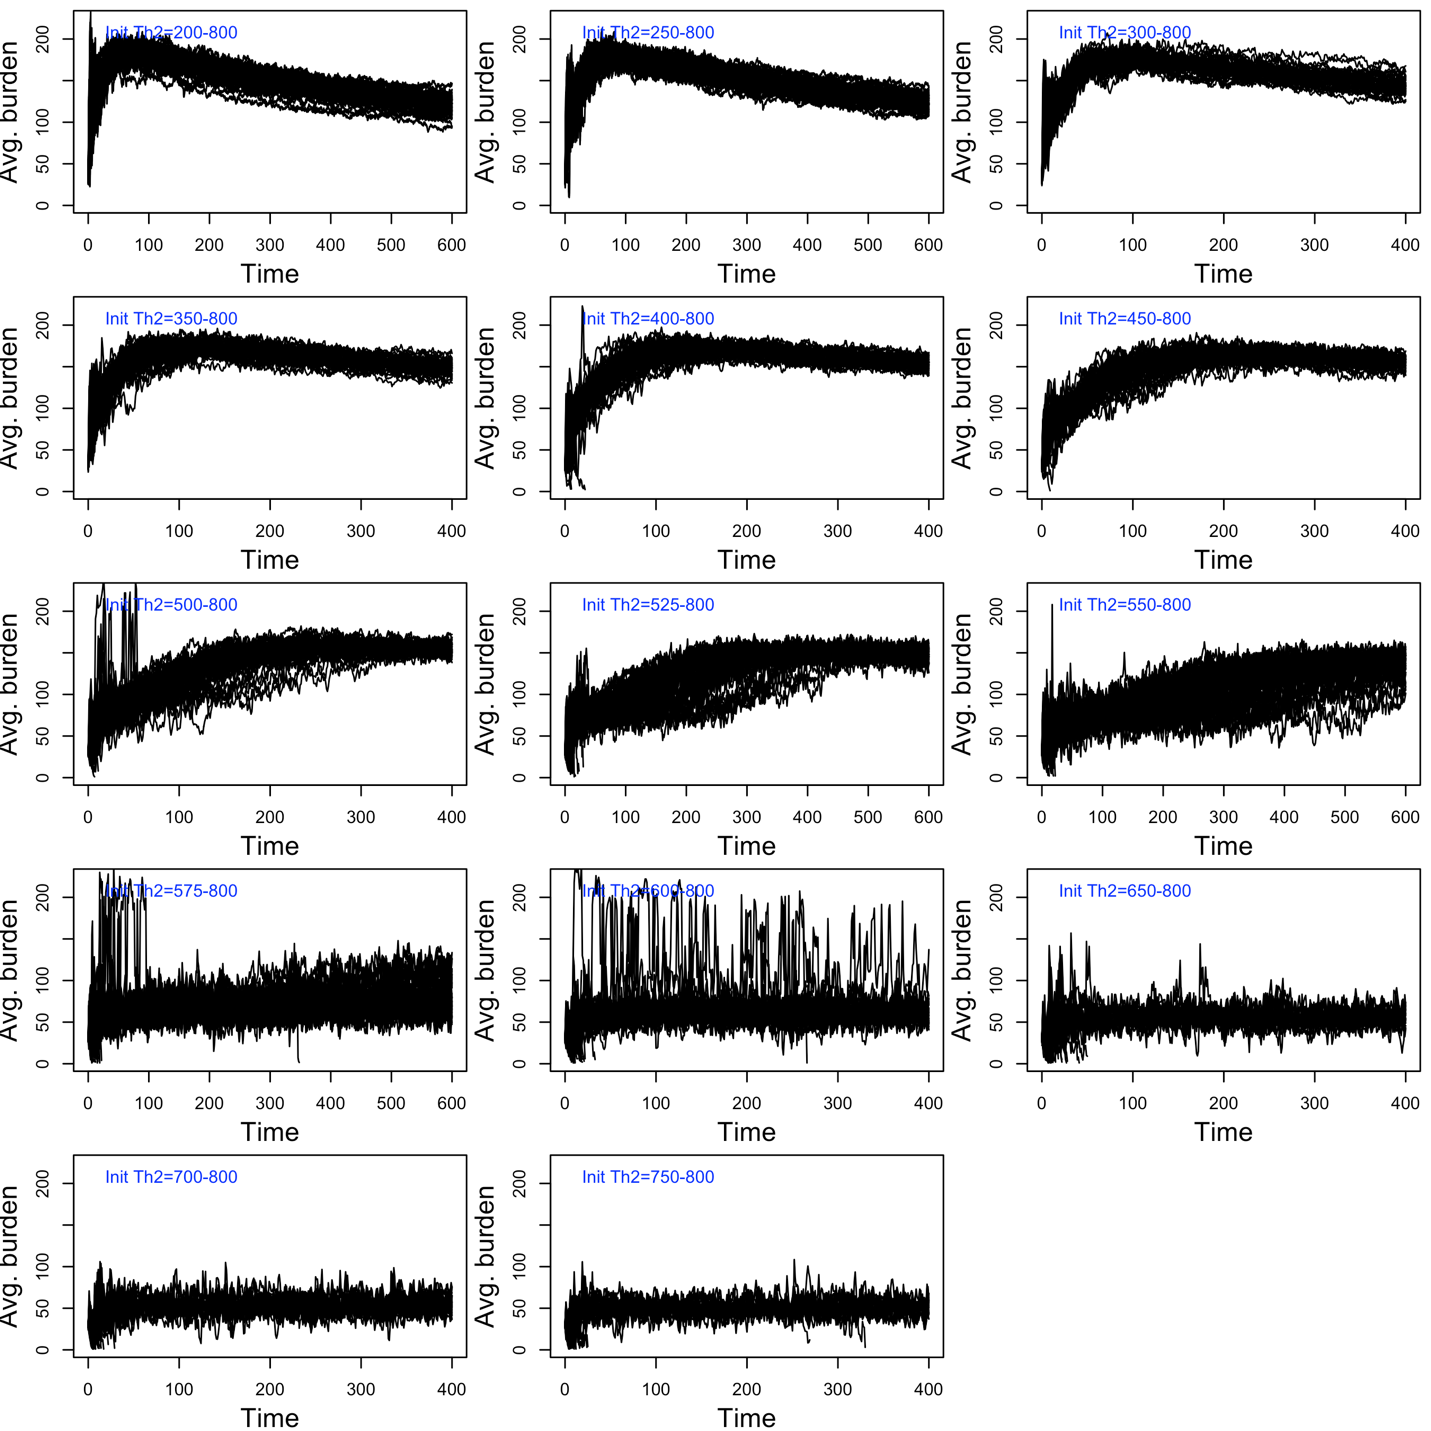 Init Th2=200-800
Avg. burden
0 50 100 200
0 100 200 300 400 500 600
Time
Init Th2=250-800
Avg. burden
0 50 100 200
0 100 200 300 400 500 600
Time
Init Th2=300-800
Avg. burden
0 50 100 200
0 100 200 300 400
Time
Init Th2=350-800
Avg. burden
0 50 100 200
0 100 200 300 400
Time
Init Th2=400-800
Avg. burden
0 50 100 200
0 100 200 300 400
Time
Init Th2=450-800
Avg. burden
0 50 100 200
0 100 200 300 400
Time
Init Th2=500-800
Avg. burden
0 50 100 200
0 100 200 300 400
Time
Init Th2=525-800
Avg. burden
0 50 100 200
0 100 200 300 400 500 600
Time
Init Th2=550-800
Avg. burden
0 50 100 200
0 100 200 300 400 500 600
Time
Init Th2=575-800
Avg. burden
0 50 100 200
0 100 200 300 400 500 600
Time
Init Th2=600-800
Avg. burden
0 50 100 200
0 100 200 300 400
Time
Init Th2=650-800
Avg. burden
0 50 100 200
0 100 200 300 400
Time
Init Th2=700-800
Avg. burden
0 50 100 200
0 100 200 300 400
Time
Init Th2=750-800
Avg. burden
0 50 100 200
0 100 200 300 400
Time